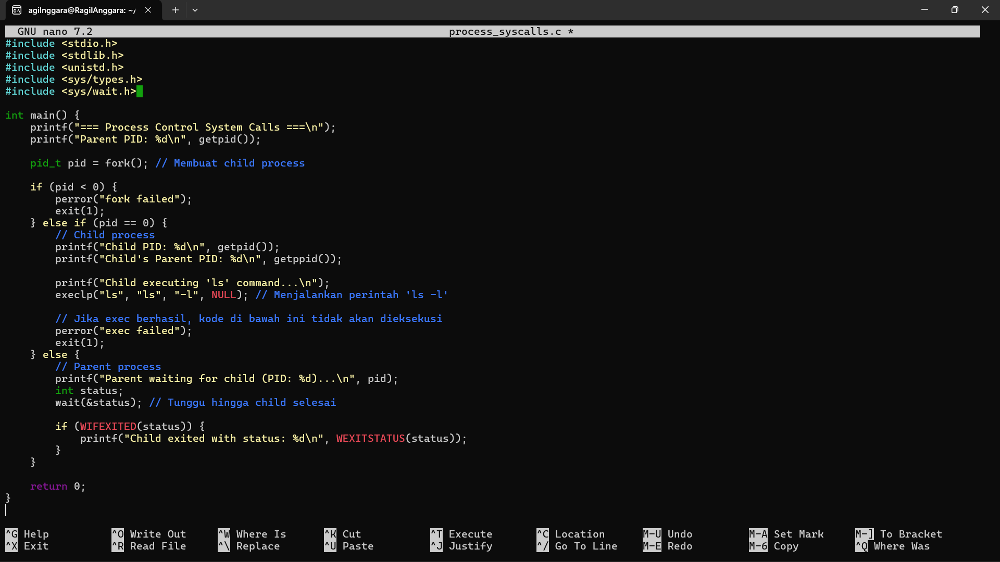 agilnggara@RagilAnggara: ~/
GNU nano 7.2 process_syscalls.c *
#include <stdio.h>
#include <stdlib.h>
#include <unistd.h>
#include <sys/types.h>
#include <sys/wait.h>

int main() {
    printf("=== Process Control System Calls ===\n");
    printf("Parent PID: %d\n", getpid());

    pid_t pid = fork(); // Membuat child process

    if (pid < 0) {
        perror("fork failed");
        exit(1);
    } else if (pid == 0) {
        // Child process
        printf("Child PID: %d\n", getpid());
        printf("Child's Parent PID: %d\n", getppid());

        printf("Child executing 'ls' command...\n");
        execlp("ls", "ls", "-l", NULL); // Menjalankan perintah 'ls -l'

        // Jika exec berhasil, kode di bawah ini tidak akan dieksekusi
        perror("exec failed");
        exit(1);
    } else {
        // Parent process
        printf("Parent waiting for child (PID: %d)...\n", pid);
        int status;
        wait(&status); // Tunggu hingga child selesai

        if (WIFEXITED(status)) {
            printf("Child exited with status: %d\n", WEXITSTATUS(status));
        }
    }

    return 0;
}
^G Help ^O Write Out ^W Where Is ^K Cut ^T Execute ^C Location M-U Undo M-A Set Mark M-] To Bracket
^X Exit ^R Read File ^\ Replace ^U Paste ^J Justify ^/ Go To Line M-E Redo M-6 Copy ^Q Where Was